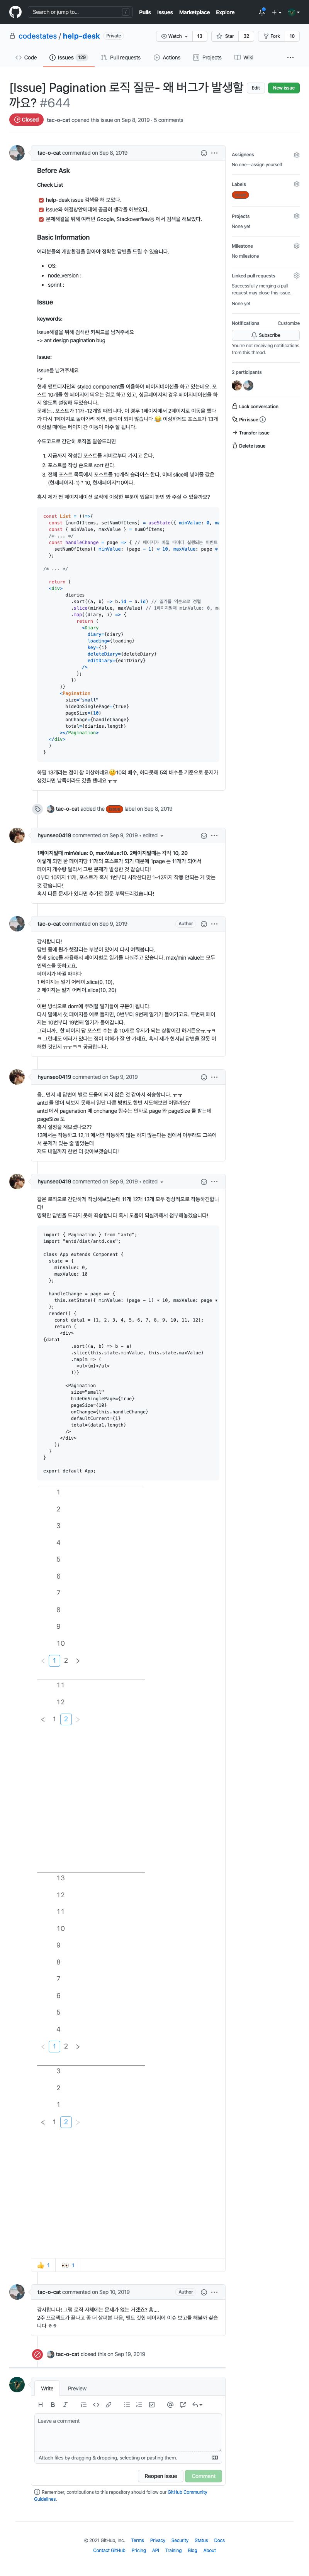 Search or jump to...
/
Pulls Issues Marketplace Explore
codestates / help-desk Private
Watch 13 Star 32 Fork 10
Code Issues 129 Pull requests Actions Projects Wiki
[Issue] Pagination 로직 질문- 왜 버그가 발생할
까요? #644
Edit New issue
Closed tac-o-cat opened this issue on Sep 8, 2019 · 5 comments
tac-o-cat commented on Sep 8, 2019
Before Ask
Check List
help-desk issue 검색을 해 보았다.
issue와 해결방안에대해 곰곰히 생각을 해보았다.
문제해결을 위해 여러번 Google, Stackoverflow등 에서 검색을 해보았다.
Basic Information
여러분들의 개발환경을 알아야 정확한 답변을 드릴 수 있습니다.
OS:
node_version :
sprint :
Issue
keywords:
issue해결을 위해 검색한 키워드를 남겨주세요
-> ant design pagination bug
Issue:
issue를 남겨주세요
->
현재 앤트디자인의 styled component를 이용하여 페이지네이션을 하고 있는데요. 포
스트 10개를 한 페이지에 띄우는 걸로 하고 있고, 싱글페이지의 경우 페이지네이션을 하
지 않도록 설정해 두었습니다.
문제는.. 포스트가 11개-12개일 때입니다. 이 경우 1페이지에서 2페이지로 이동을 했다
가 다시 1페이지로 돌아가려 하면, 클릭이 되지 않습니다 이상하죠? 포스트가 13개
이상일 때에는 페이지 간 이동이 아주 잘 됩니다.
수도코드로 간단히 로직을 말씀드리면
1. 지금까지 작성된 포스트를 서버로부터 가지고 온다.
2. 포스트를 작성 순으로 sort 한다.
3. 전체 포스트 목록에서 포스트를 10개씩 슬라이스 한다. 이때 slice에 넣어줄 값은
(현재페이지-1) * 10, 현재페이지*10이다.
혹시 제가 짠 페이지네이션 로직에 이상한 부분이 있을지 한번 봐 주실 수 있을까요?
const List = ()=>{
const [numOfItems, setNumOfItems] = useState({ minValue: 0, ma
const { minValue, maxValue } = numOfItems;
/* ... */
const handleChange = page => { // 페이지가 바뀔 때마다 실행되는 이벤트
setNumOfItems({ minValue: (page - 1) * 10, maxValue: page *
};
/* ... */
return (
<div>
diaries
.sort((a, b) => b.id - a.id) // 일기를 역순으로 정렬
.slice(minValue, maxValue) // 1페이지일때 minValue: 0, ma
.map((diary, i) => {
return (
<Diary
diary={diary}
loading={loading}
key={i}
deleteDiary={deleteDiary}
editDiary={editDiary}
/>
);
})
)}
<Pagination
size="small"
hideOnSinglePage={true}
pageSize={10}
onChange={handleChange}
total={diaries.length}
></Pagination>
</div>
)
}
하필 13개라는 점이 참 이상하네요 10의 배수, 하다못해 5의 배수를 기준으로 문제가
생겼다면 납득이라도 갔을 텐데요 ㅠㅠ
tac-o-cat added the label on Sep 8, 2019
hyunseo0419 commented on Sep 9, 2019 · edited
1페이지일때 minValue: 0, maxValue:10. 2페이지일때는 각각 10, 20
이렇게 되면 한 페이지당 11개의 포스트가 되기 때문에 1page 는 11개가 되어서
페이지 개수랑 달라서 그런 문제가 발생한 것 같습니다!
0부터 10까지 11개, 포스트가 혹시 1번부터 시작한다면 1~12까지 작동 안되는 게 맞는
것 같습니다!
혹시 다른 문제가 있다면 추가로 질문 부탁드리겠습니다!
tac-o-cat commented on Sep 9, 2019 Author
감사합니다!
답변 중에 뭔가 헷갈리는 부분이 있어서 다시 여쭤봅니다.
현재 slice를 사용해서 페이지별로 일기를 나눠주고 있습니다. max/min value는 모두
인덱스를 뜻하고요.
페이지가 바뀔 때마다
1 페이지는 일기 어레이.slice(0, 10),
2 페이지는 일기 어레이.slice(10, 20)
..
이런 방식으로 dom에 뿌려질 일기들이 구분이 됩니다.
다시 말해서 첫 페이지를 예로 들자면, 0번부터 9번째 일기가 들어가고요. 두번째 페이
지는 10번부터 19번째 일기가 들어갑니다.
그러니까.. 한 페이지 당 포스트 수는 총 10개로 유지가 되는 상황이긴 하거든요ㅠ.ㅠㅋ
ㅋ 그런데도 에러가 있다는 점이 이해가 잘 안 가네요. 혹시 제가 현서님 답변을 잘못 이
해한 것인지 ㅠㅠㅋㅋ 궁금합니다.
hyunseo0419 commented on Sep 9, 2019
음.. 먼저 제 답변이 별로 도움이 되지 않은 것 같아서 죄송합니다. ㅠㅠ
antd 를 많이 써보지 못해서 일단 다른 방법도 한번 시도해보면 어떨까요?
antd 에서 pagenation 에 onchange 함수는 인자로 page 와 pageSize 를 받는데
pageSize 도
혹시 설정을 해보셨나요??
13에서는 작동하고 12,11 에서만 작동하지 않는 하지 않는다는 점에서 아무래도 그쪽에
서 문제가 있는 줄 알았는데
저도 내일까지 한번 더 찾아보겠습니다!
hyunseo0419 commented on Sep 9, 2019 · edited
같은 로직으로 간단하게 작성해보았는데 11개 12개 13개 모두 정상적으로 작동하긴합니
다!
명확한 답변을 드리지 못해 죄송합니다 혹시 도움이 되실까해서 첨부해놓겠습니다!
import { Pagination } from "antd";
import "antd/dist/antd.css";
class App extends Component {
state = {
minValue: 0,
maxValue: 10
};
handleChange = page => {
this.setState({ minValue: (page - 1) * 10, maxValue: page *
};
render() {
const data1 = [1, 2, 3, 4, 5, 6, 7, 8, 9, 10, 11, 12];
return (
<div>
{data1
.sort((a, b) => b - a)
.slice(this.state.minValue, this.state.maxValue)
.map(m => (
<ul>{m}</ul>
))}
<Pagination
size="small"
hideOnSinglePage={true}
pageSize={10}
onChange={this.handleChange}
defaultCurrent={1}
total={data1.length}
/>
</div>
);
}
}
export default App;
1
2
3
4
5
6
7
8
9
10
< 1 2 >
11
12
< 1 2 >
13
12
11
10
9
8
7
6
5
4
< 1 2 >
3
2
1
< 1 2 >
1 1
tac-o-cat commented on Sep 10, 2019 Author
감사합니다! 그럼 로직 자체에는 문제가 없는 거겠죠? 흠....
2주 프로젝트가 끝나고 좀 더 살펴본 다음, 앤트 깃헙 페이지에 이슈 보고를 해볼까 싶습
니다 ㅎㅎ
tac-o-cat closed this on Sep 19, 2019
Write Preview
Leave a comment
Attach files by dragging & dropping, selecting or pasting them.
Reopen issue Comment
Remember, contributions to this repository should follow our GitHub Community
Guidelines.
Assignees
No one—assign yourself
Labels
Projects
None yet
Milestone
No milestone
Linked pull requests
Successfully merging a pull
request may close this issue.
None yet
Notifications Customize
Subscribe
You're not receiving notifications
from this thread.
2 participants
Lock conversation
Pin issue
Transfer issue
Delete issue
© 2021 GitHub, Inc. Terms Privacy Security Status Docs
Contact GitHub Pricing API Training Blog About